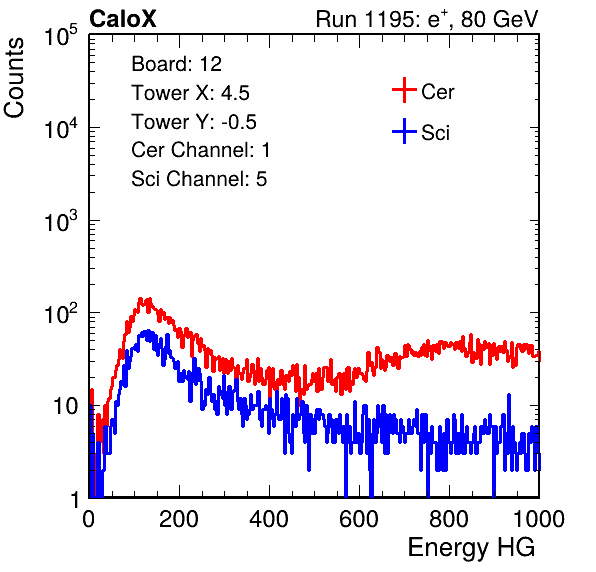 CaloX
Run 1195: e+, 80 GeV
Counts
10^5
10^4
10^3
10^2
10
1
Board: 12
Tower X: 4.5
Tower Y: -0.5
Cer Channel: 1
Sci Channel: 5
Cer
Sci
0 200 400 600 800 1000
Energy HG